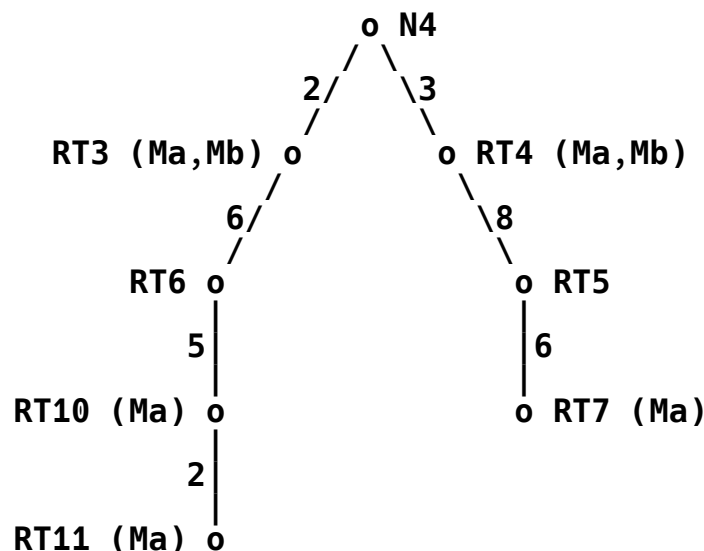 o N4
2 3
RT3 (Ma,Mb) o o RT4 (Ma,Mb)
6 8
RT6 o o RT5
5 6
RT10 (Ma) o o RT7 (Ma)
2
RT11 (Ma) o